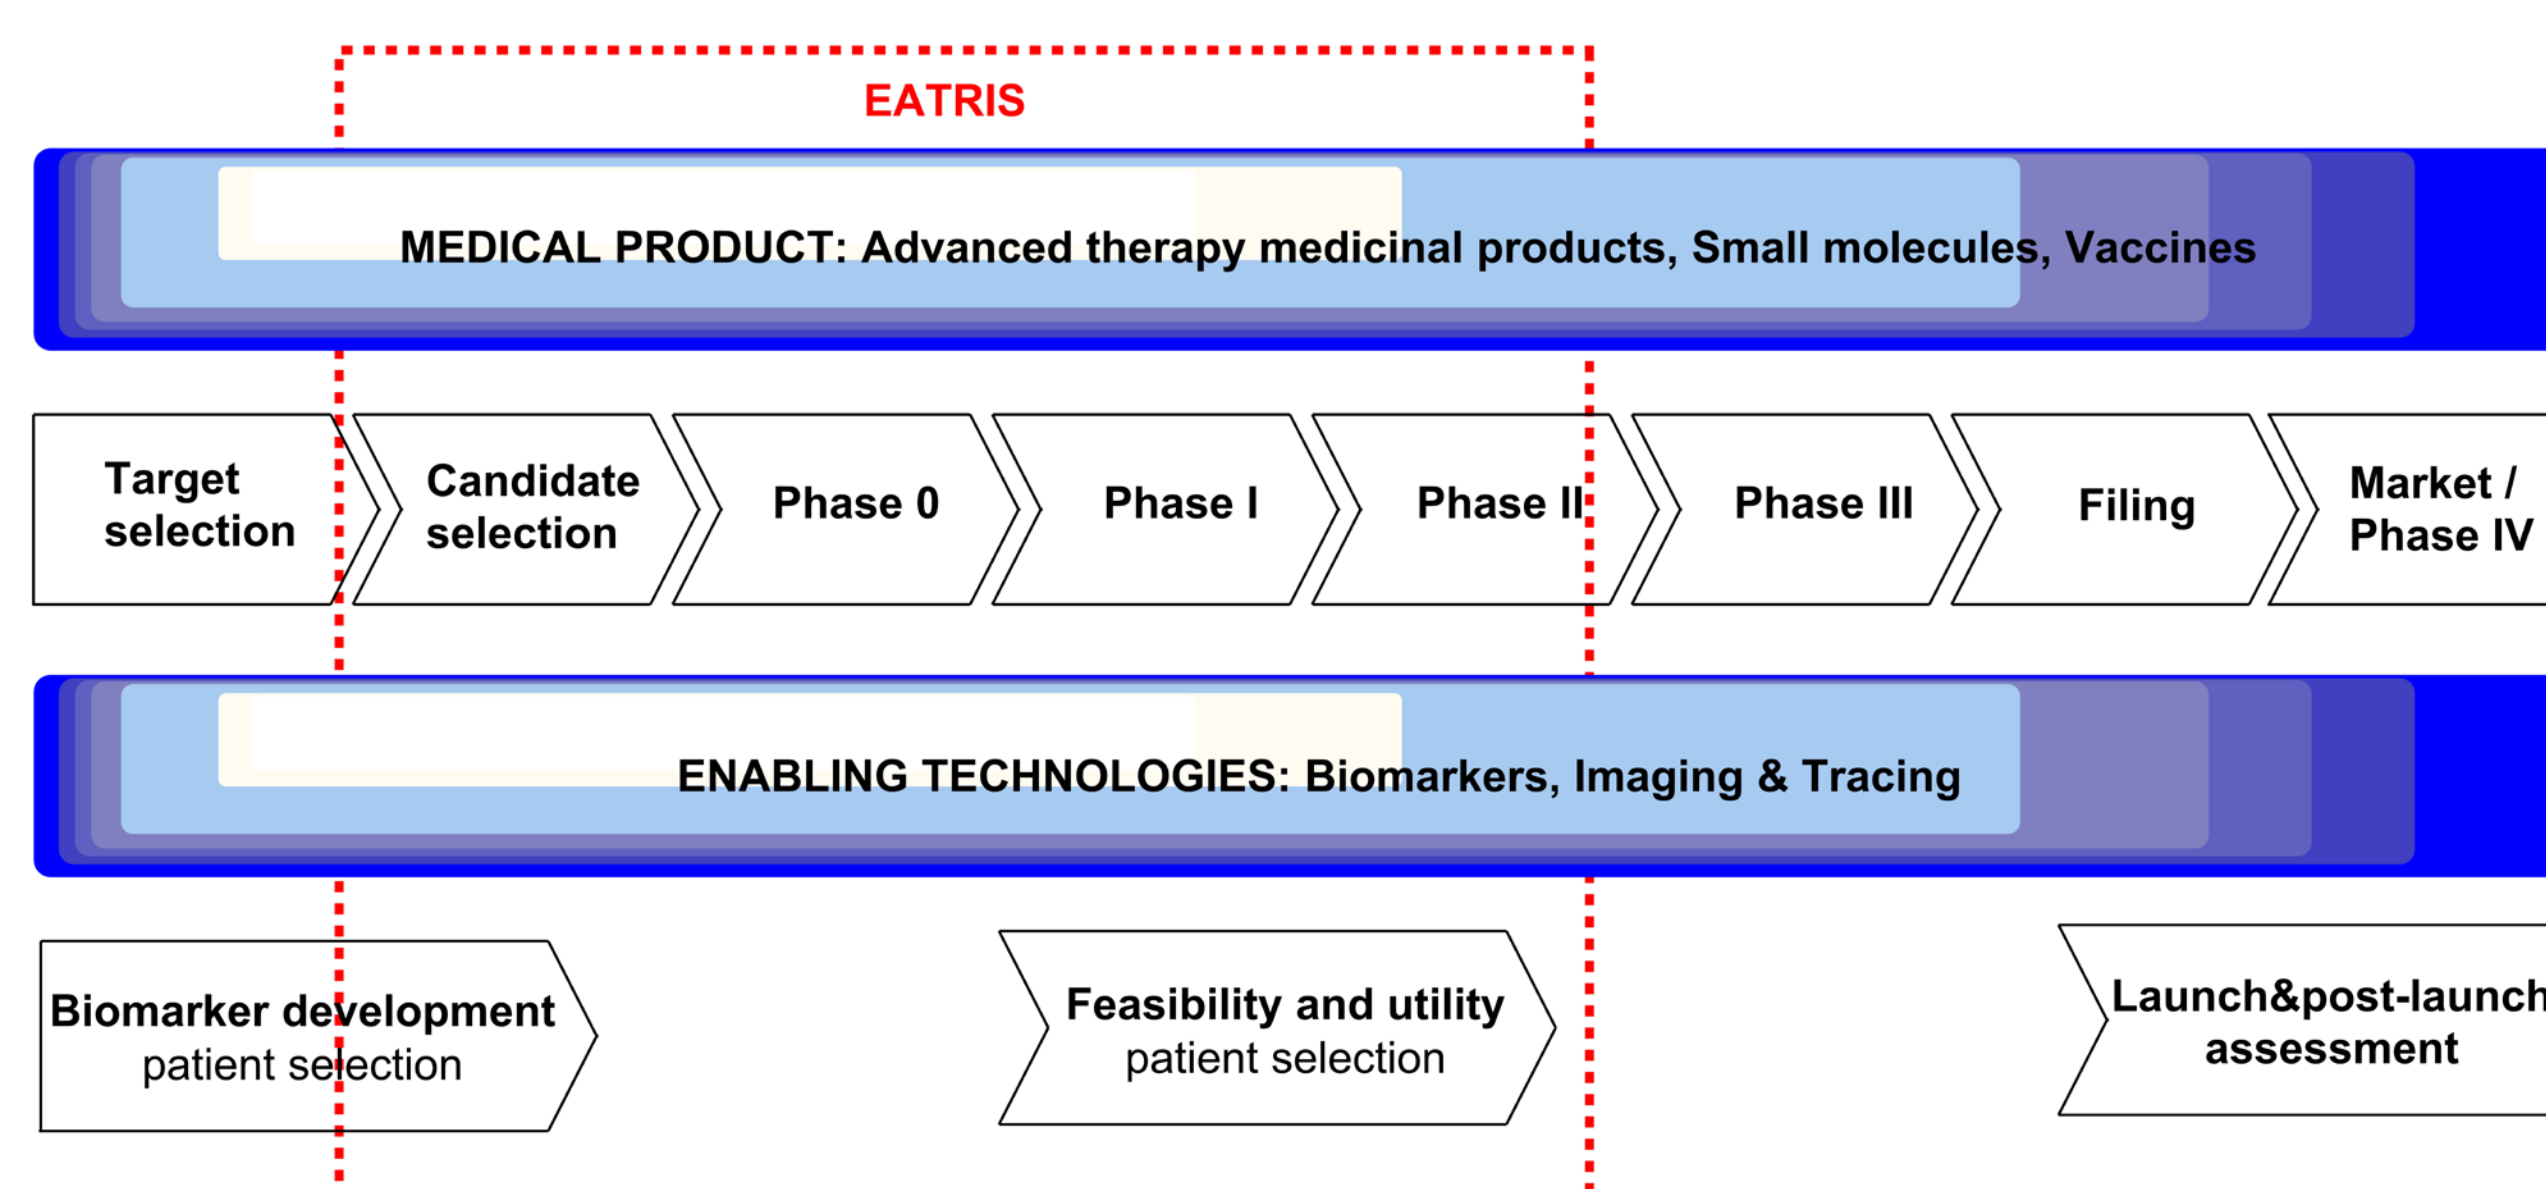 EATRIS
MEDICAL PRODUCT: Advanced therapy medicinal products, Small molecules, Vaccines
Target
selection
Candidate
selection
Phase 0
Phase I
Phase II
Phase III
Filing
Market /
Phase IV
ENABLING TECHNOLOGIES: Biomarkers, Imaging & Tracing
Biomarker development
patient selection
Feasibility and utility
patient selection
Launch&post-launch
assessment